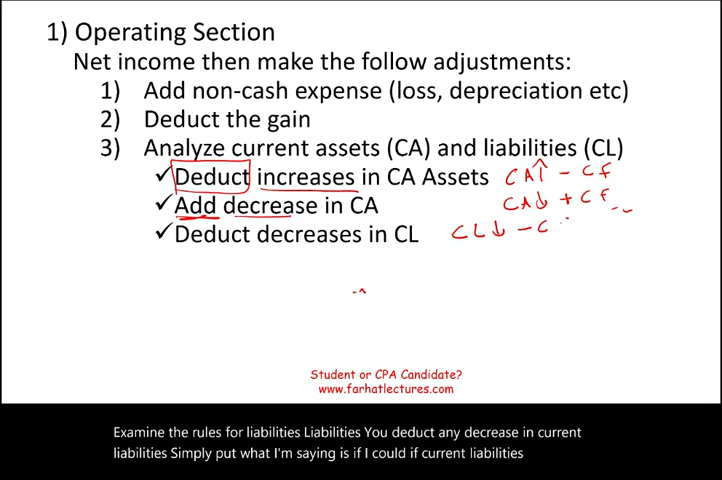 1) Operating Section
Net income then make the follow adjustments:
1) Add non-cash expense (loss, depreciation etc)
2) Deduct the gain
3) Analyze current assets (CA) and liabilities (CL)
✓Deduct increases in CA Assets CA↑ - CF
✓Add decrease in CA CA↓ + CF
✓Deduct decreases in CL CL↓ - C
Student or CPA Candidate?
www.farhatlectures.com
Examine the rules for liabilities Liabilities You deduct any decrease in current
liabilities Simply put what I'm saying is if I could if current liabilities